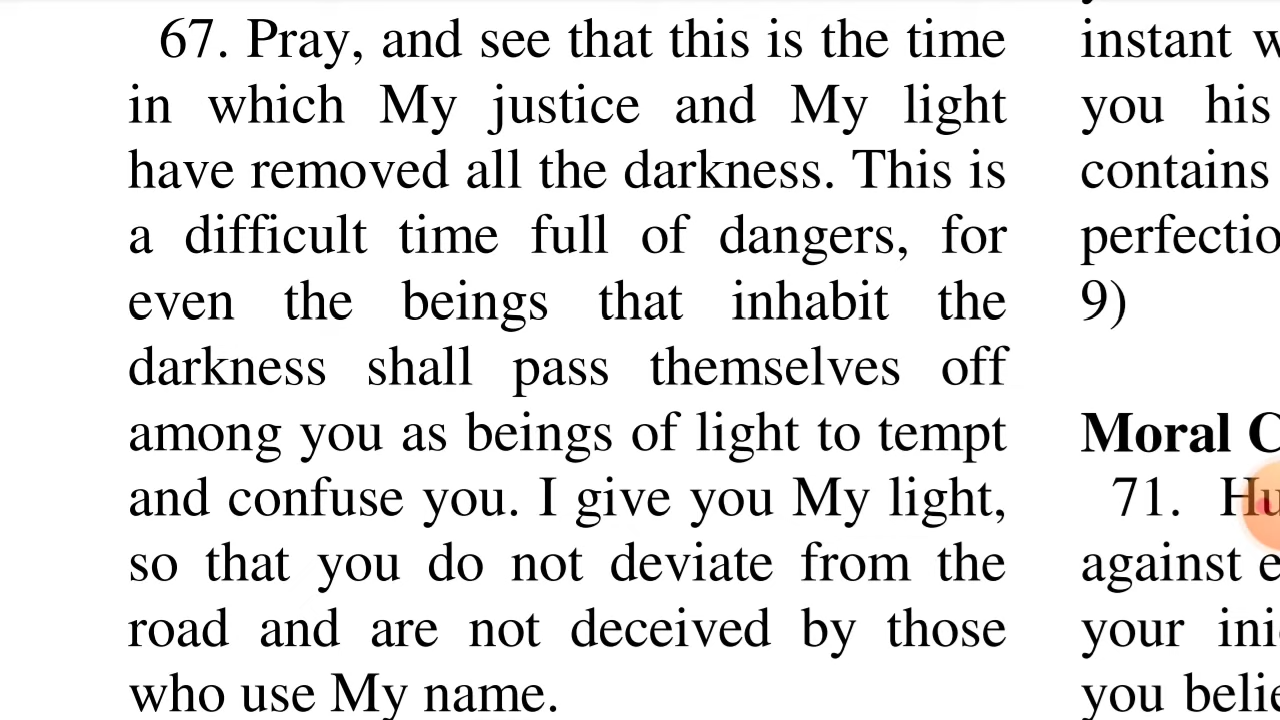 67. Pray, and see that this is the time
in which My justice and My light
have removed all the darkness. This is
a difficult time full of dangers, for
even the beings that inhabit the
darkness shall pass themselves off
among you as beings of light to tempt
and confuse you. I give you My light,
so that you do not deviate from the
road and are not deceived by those
who use My name.
instant
you his
contains
9)
Moral
71.
against
your
you